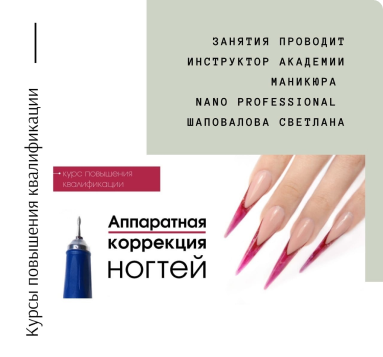 Курсы повышения квалификации
ЗАНЯТИЯ ПРОВОДИТ
ИНСТРУКТОР АКАДЕМИИ
МАНИКЮРА
NANO PROFESSIONAL
ШАПОВАЛОВА СВЕТЛАНА
курс повышения
квалификации
Аппаратная
коррекция
НОГТЕЙ